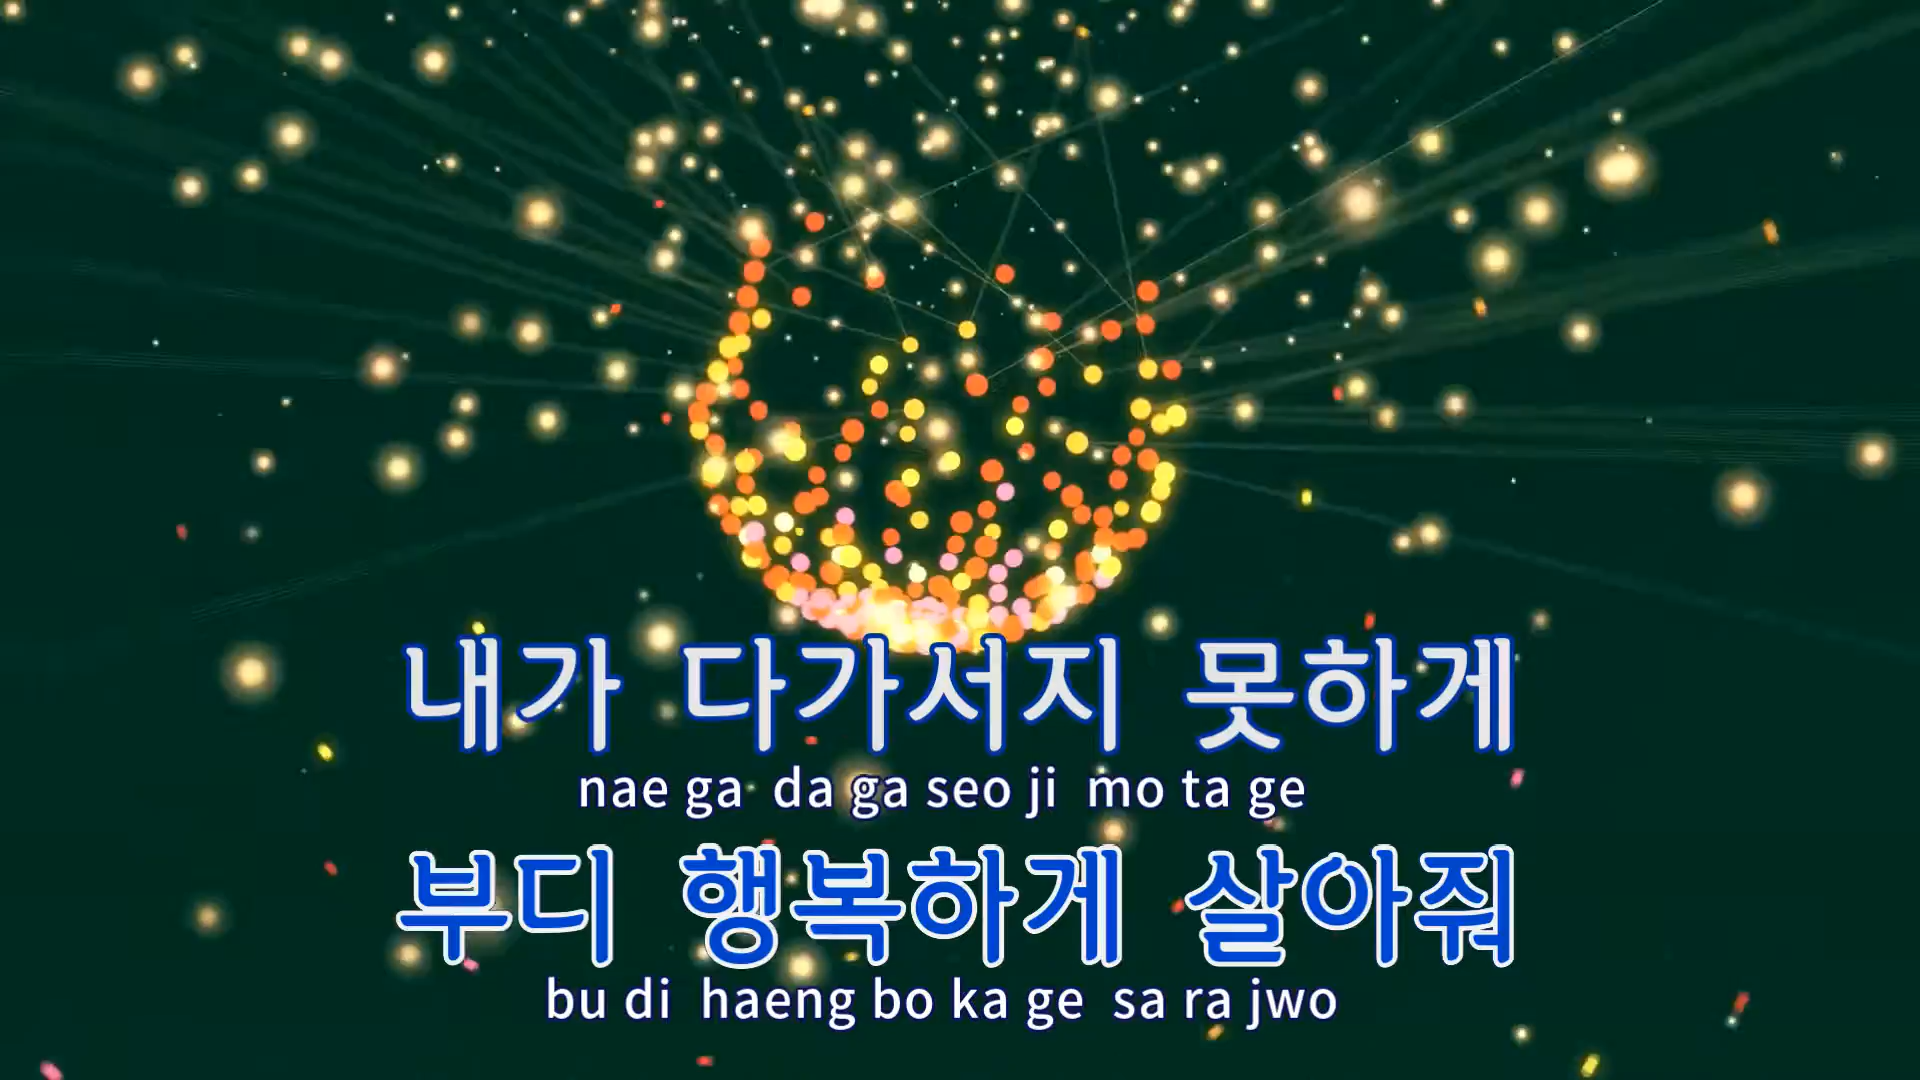 내가 다가서지 못하게
nae ga da ga seo ji mo ta ge
부디 행복하게 살아줘
bu di haeng bo ka ge sa ra jwo